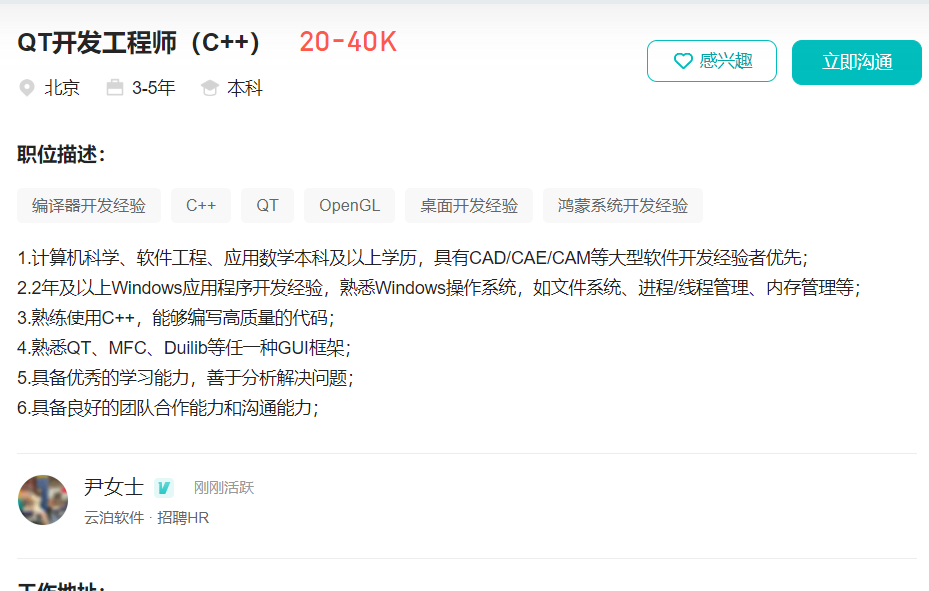 QT开发工程师（C++） 20-40K
感兴趣
立即沟通
北京 3-5年 本科
职位描述：
编译器开发经验 C++ QT OpenGL 桌面开发经验 鸿蒙系统开发经验
1.计算机科学、软件工程、应用数学本科及以上学历，具有CAD/CAE/CAM等大型软件开发经验者优先；
2.2年及以上Windows应用程序开发经验，熟悉Windows操作系统，如文件系统、进程/线程管理、内存管理等；
3.熟练使用C++，能够编写高质量的代码；
4.熟悉QT、MFC、Duilib等任一种GUI框架；
5.具备优秀的学习能力，善于分析解决问题；
6.具备良好的团队合作能力和沟通能力；
尹女士 刚刚活跃
云泊软件 · 招聘HR
工作地址：